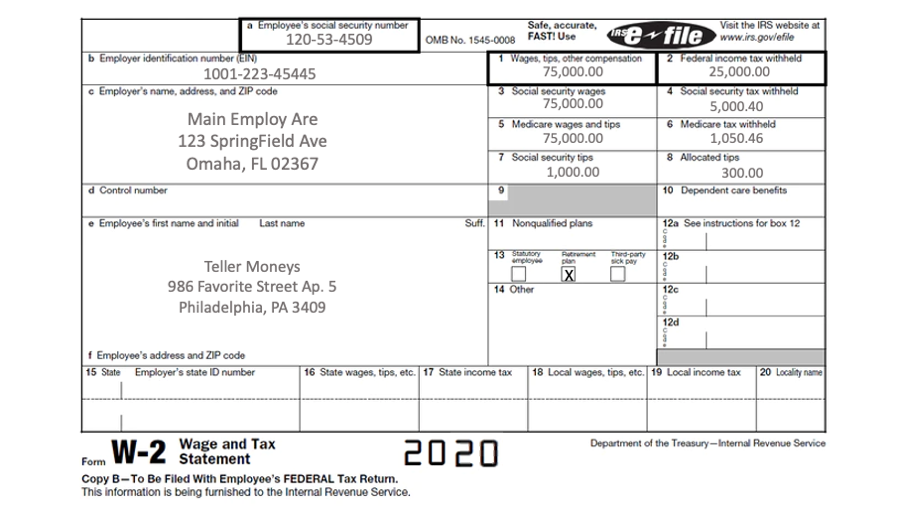 a Employee's social security number
120-53-4509
OMB No. 1545-0008
Safe, accurate,
FAST! Use
IRS e file
Visit the IRS website at
www.irs.gov/efile
b Employer identification number (EIN)
1001-223-45445
1 Wages, tips, other compensation
75,000.00
2 Federal income tax withheld
25,000.00
c Employer's name, address, and ZIP code
Main Employ Are
123 SpringField Ave
Omaha, FL 02367
3 Social security wages
75,000.00
4 Social security tax withheld
5,000.40
5 Medicare wages and tips
75,000.00
6 Medicare tax withheld
1,050.46
7 Social security tips
1,000.00
8 Allocated tips
300.00
d Control number
9
10 Dependent care benefits
e Employee's first name and initial Last name Suff.
Teller Moneys
986 Favorite Street Ap. 5
Philadelphia, PA 3409
f Employee's address and ZIP code
11 Nonqualified plans
12a See instructions for box 12
Code
13 Statutory employee Retirement plan Third-party sick pay
X
12b
Code
14 Other
12c
Code
12d
Code
15 State Employer's state ID number
16 State wages, tips, etc.
17 State income tax
18 Local wages, tips, etc.
19 Local income tax
20 Locality name
Form W-2 Wage and Tax
Statement
2020
Department of the Treasury—Internal Revenue Service
Copy B—To Be Filed With Employee's FEDERAL Tax Return.
This information is being furnished to the Internal Revenue Service.